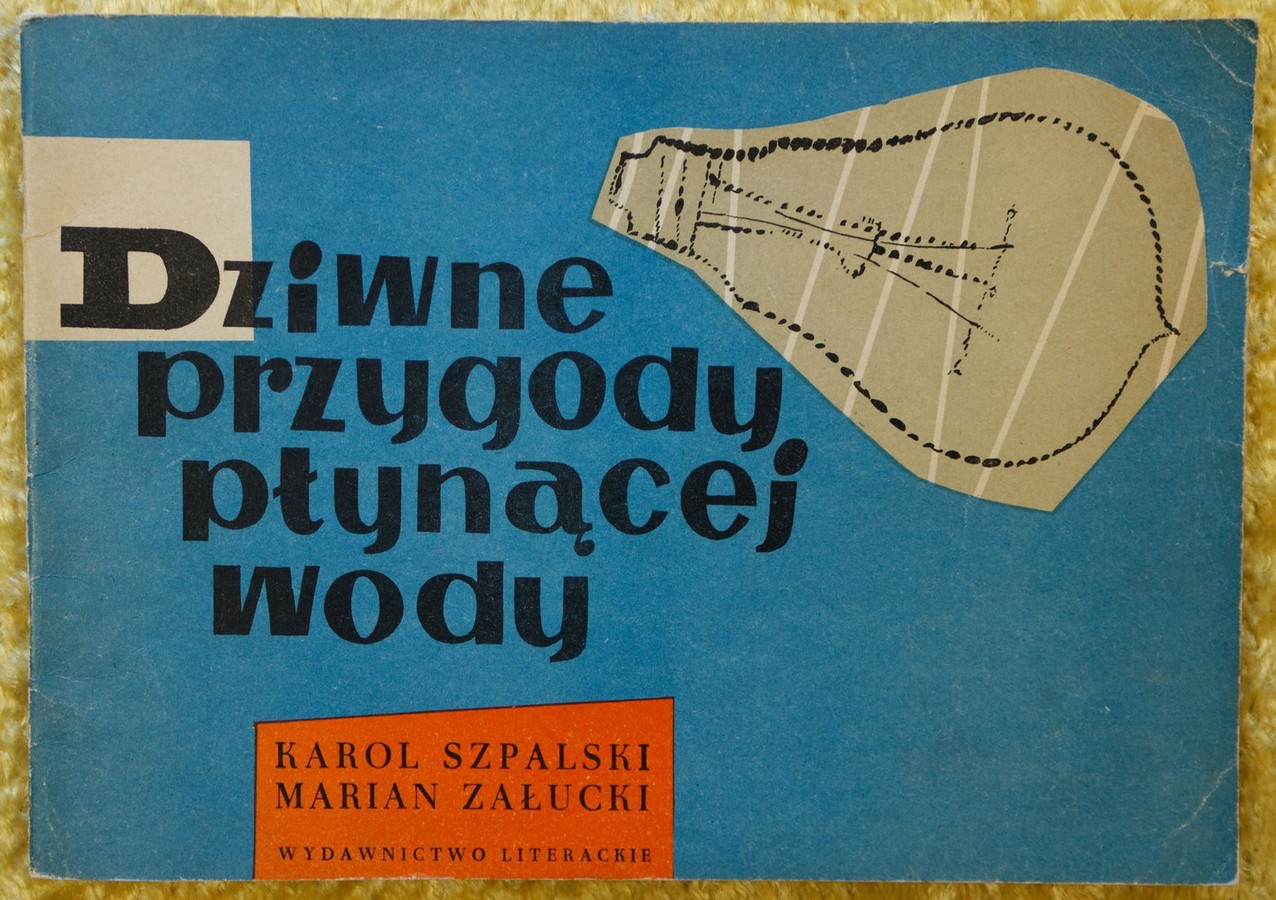 Dziwne
przygody
płynącej
wody
KAROL SZPALSKI
MARIAN ZAŁUCKI
WYDAWNICTWO LITERACKIE